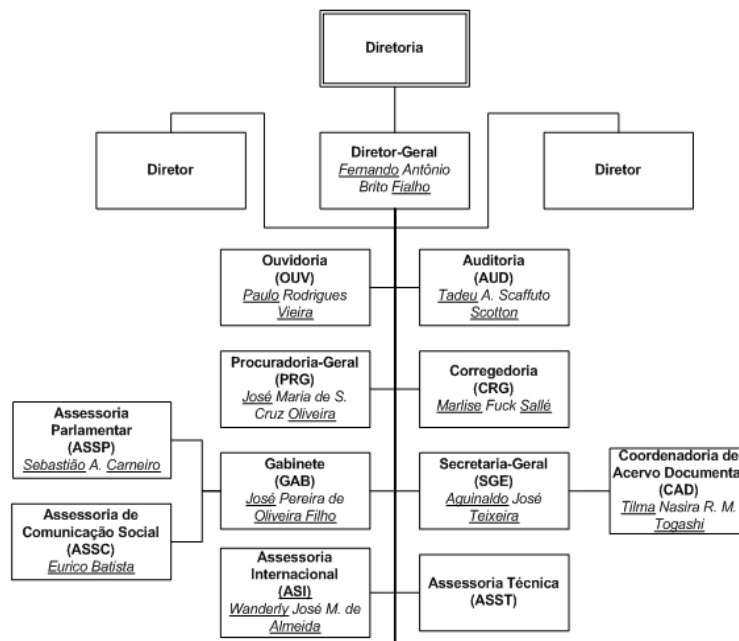 Diretoria
Diretor
Diretor-Geral
Fernando Antônio
Brito Fialho
Diretor
Ouvidoria
(OUV)
Paulo Rodrigues
Vieira
Auditoria
(AUD)
Tadeu A. Scaffuto
Scotton
Procuradoria-Geral
(PRG)
José Maria de S.
Cruz Oliveira
Corregedoria
(CRG)
Marlise Fuck Sallé
Assessoria
Parlamentar
(ASSP)
Sebastião A. Carneiro
Gabinete
(GAB)
José Pereira de
Oliveira Filho
Secretaria-Geral
(SGE)
Aguinaldo José
Teixeira
Coordenadoria de
Acervo Documenta
(CAD)
Tilma Nasira R. M.
Togashi
Assessoria de
Comunicação Social
(ASSC)
Eurico Batista
Assessoria
Internacional
(ASI)
Wanderly José M. de
Almeida
Assessoria Técnica
(ASST)